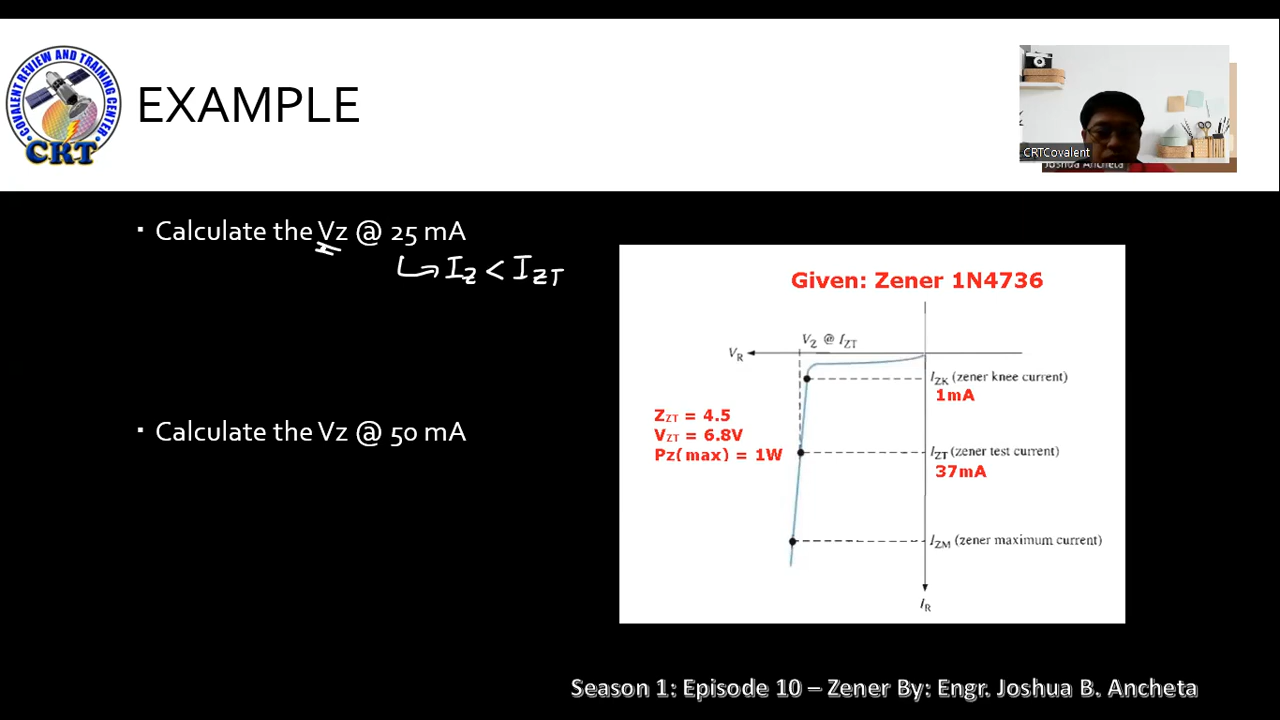 COVALENT REVIEW AND TRAINING CENTER
CRT
EXAMPLE
CRTCovalent
Joshua Ancheta
▪ Calculate the Vz @ 25 mA
↳ IZ < IZT
Given: Zener 1N4736
VZ @ IZT
VR
IZK (zener knee current)
1mA
ZZT = 4.5
VZT = 6.8V
Pz(max) = 1W
IZT (zener test current)
37mA
▪ Calculate the Vz @ 50 mA
IZM (zener maximum current)
IR
Season 1: Episode 10 – Zener By: Engr. Joshua B. Ancheta